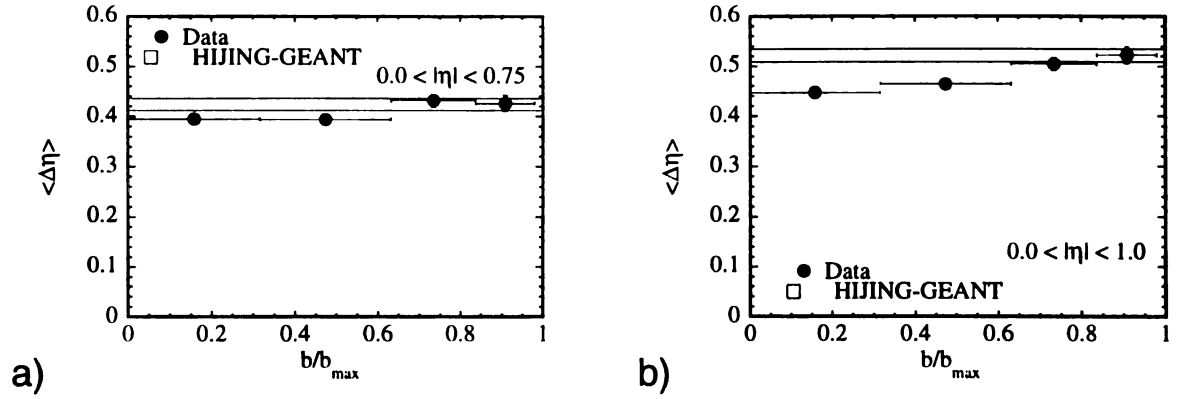 0.6
0.5
0.4
0.3
0.2
0.1
0
<Δη>
● Data
□ HIJING-GEANT
0.0 < |η| < 0.75
0 0.2 0.4 0.6 0.8 1
b/b_max
a)
0.6
0.5
0.4
0.3
0.2
0.1
0
<Δη>
0.0 < |η| < 1.0
● Data
□ HIJING-GEANT
0 0.2 0.4 0.6 0.8 1
b/b_max
b)